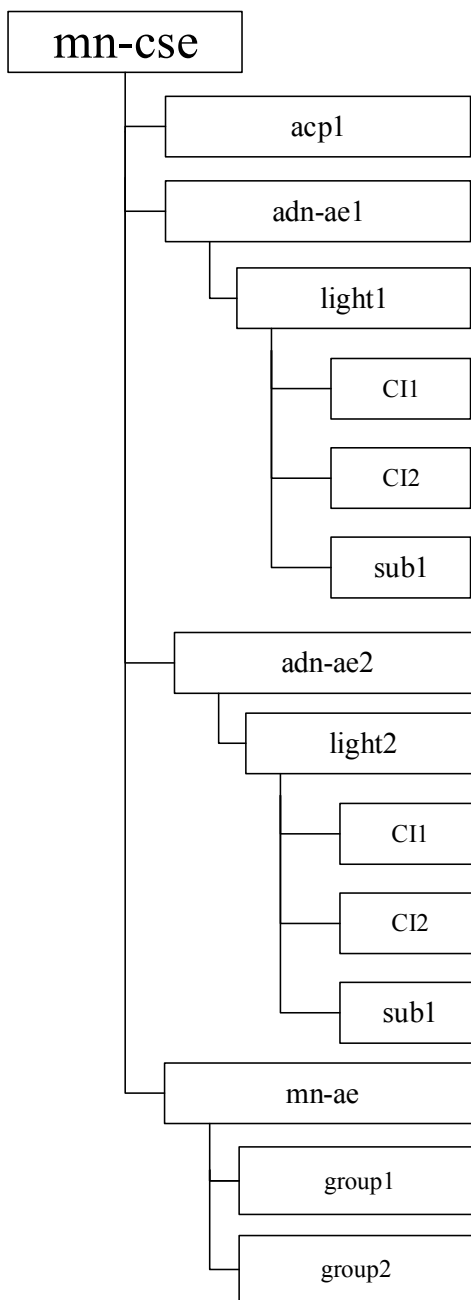 mn-cse
acp1
adn-ae1
light1
CI1
CI2
sub1
adn-ae2
light2
CI1
CI2
sub1
mn-ae
group1
group2